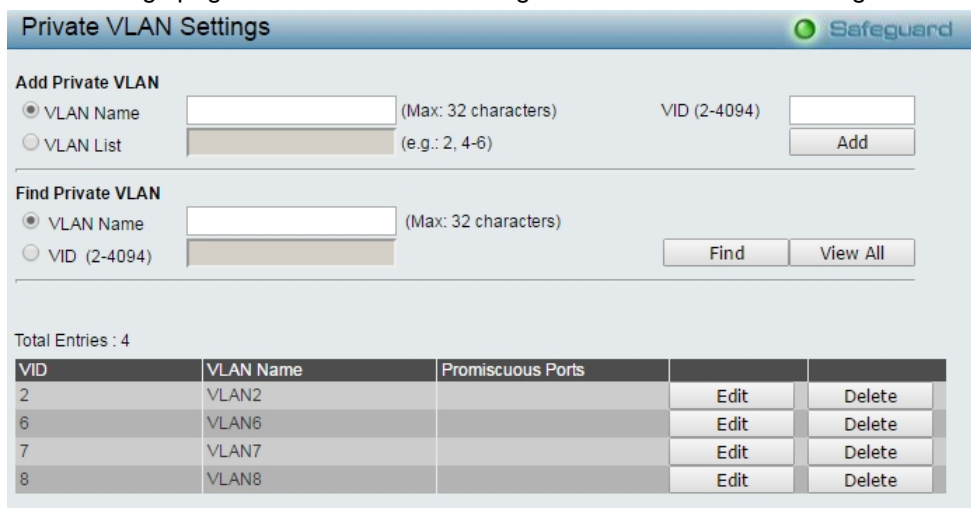 Private VLAN Settings Safeguard
Add Private VLAN
VLAN Name (Max: 32 characters) VID (2-4094)
VLAN List (e.g.: 2, 4-6) Add
Find Private VLAN
VLAN Name (Max: 32 characters)
VID (2-4094) Find View All
Total Entries : 4
VID VLAN Name Promiscuous Ports
2 VLAN2 Edit Delete
6 VLAN6 Edit Delete
7 VLAN7 Edit Delete
8 VLAN8 Edit Delete